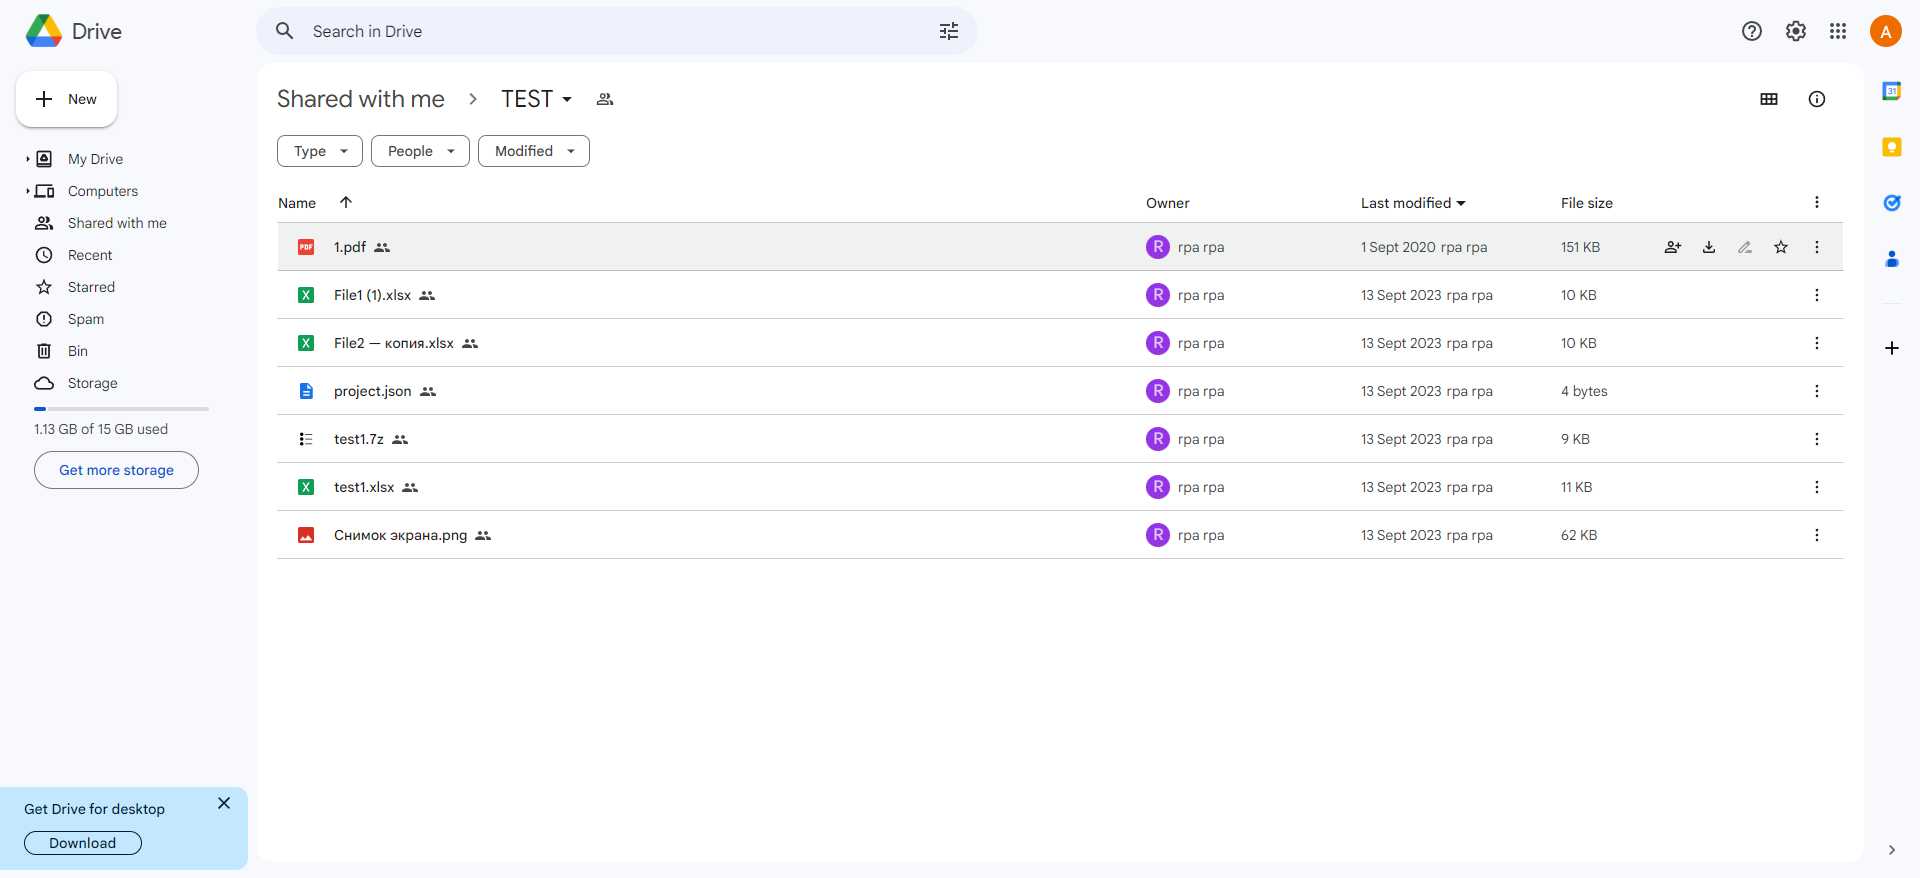 Drive
Search in Drive
A
New
My Drive
Computers
Shared with me
Recent
Starred
Spam
Bin
Storage
1.13 GB of 15 GB used
Get more storage
Get Drive for desktop
Download
Shared with me
TEST
Type
People
Modified
Name Owner Last modified File size
PDF 1.pdf R rpa rpa 1 Sept 2020 rpa rpa 151 KB
X File1 (1).xlsx R rpa rpa 13 Sept 2023 rpa rpa 10 KB
X File2 — копия.xlsx R rpa rpa 13 Sept 2023 rpa rpa 10 KB
project.json R rpa rpa 13 Sept 2023 rpa rpa 4 bytes
test1.7z R rpa rpa 13 Sept 2023 rpa rpa 9 KB
X test1.xlsx R rpa rpa 13 Sept 2023 rpa rpa 11 KB
Снимок экрана.png R rpa rpa 13 Sept 2023 rpa rpa 62 KB
31